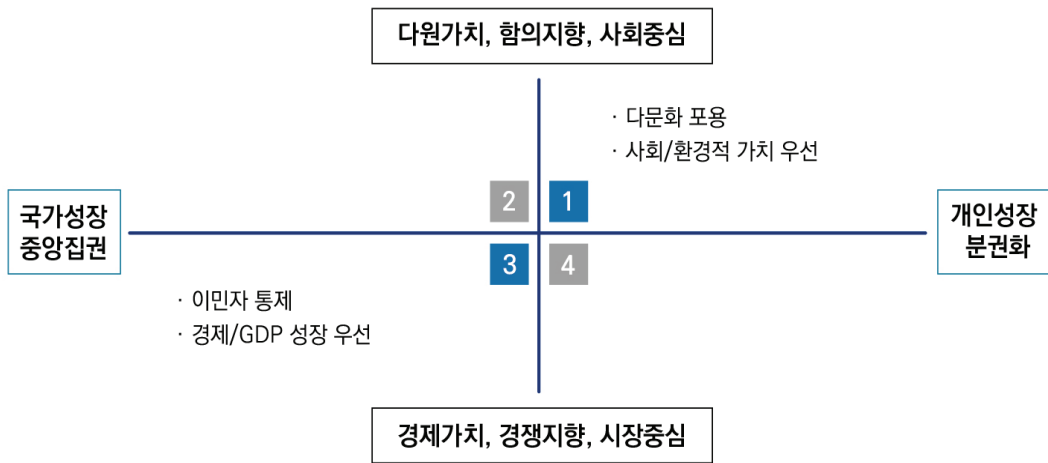 다원가치, 함의지향, 사회중심
· 다문화 포용
· 사회/환경적 가치 우선
2
1
국가성장
중앙집권
개인성장
분권화
3
4
· 이민자 통제
· 경제/GDP 성장 우선
경제가치, 경쟁지향, 시장중심